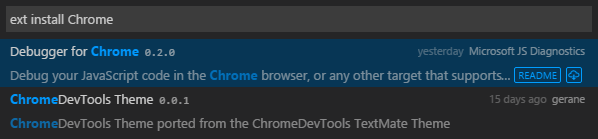 ext install Chrome
Debugger for Chrome 0.2.0 yesterday Microsoft JS Diagnostics
Debug your JavaScript code in the Chrome browser, or any other target that supports... README
ChromeDevTools Theme 0.0.1 15 days ago gerane
ChromeDevTools Theme ported from the ChromeDevTools TextMate Theme